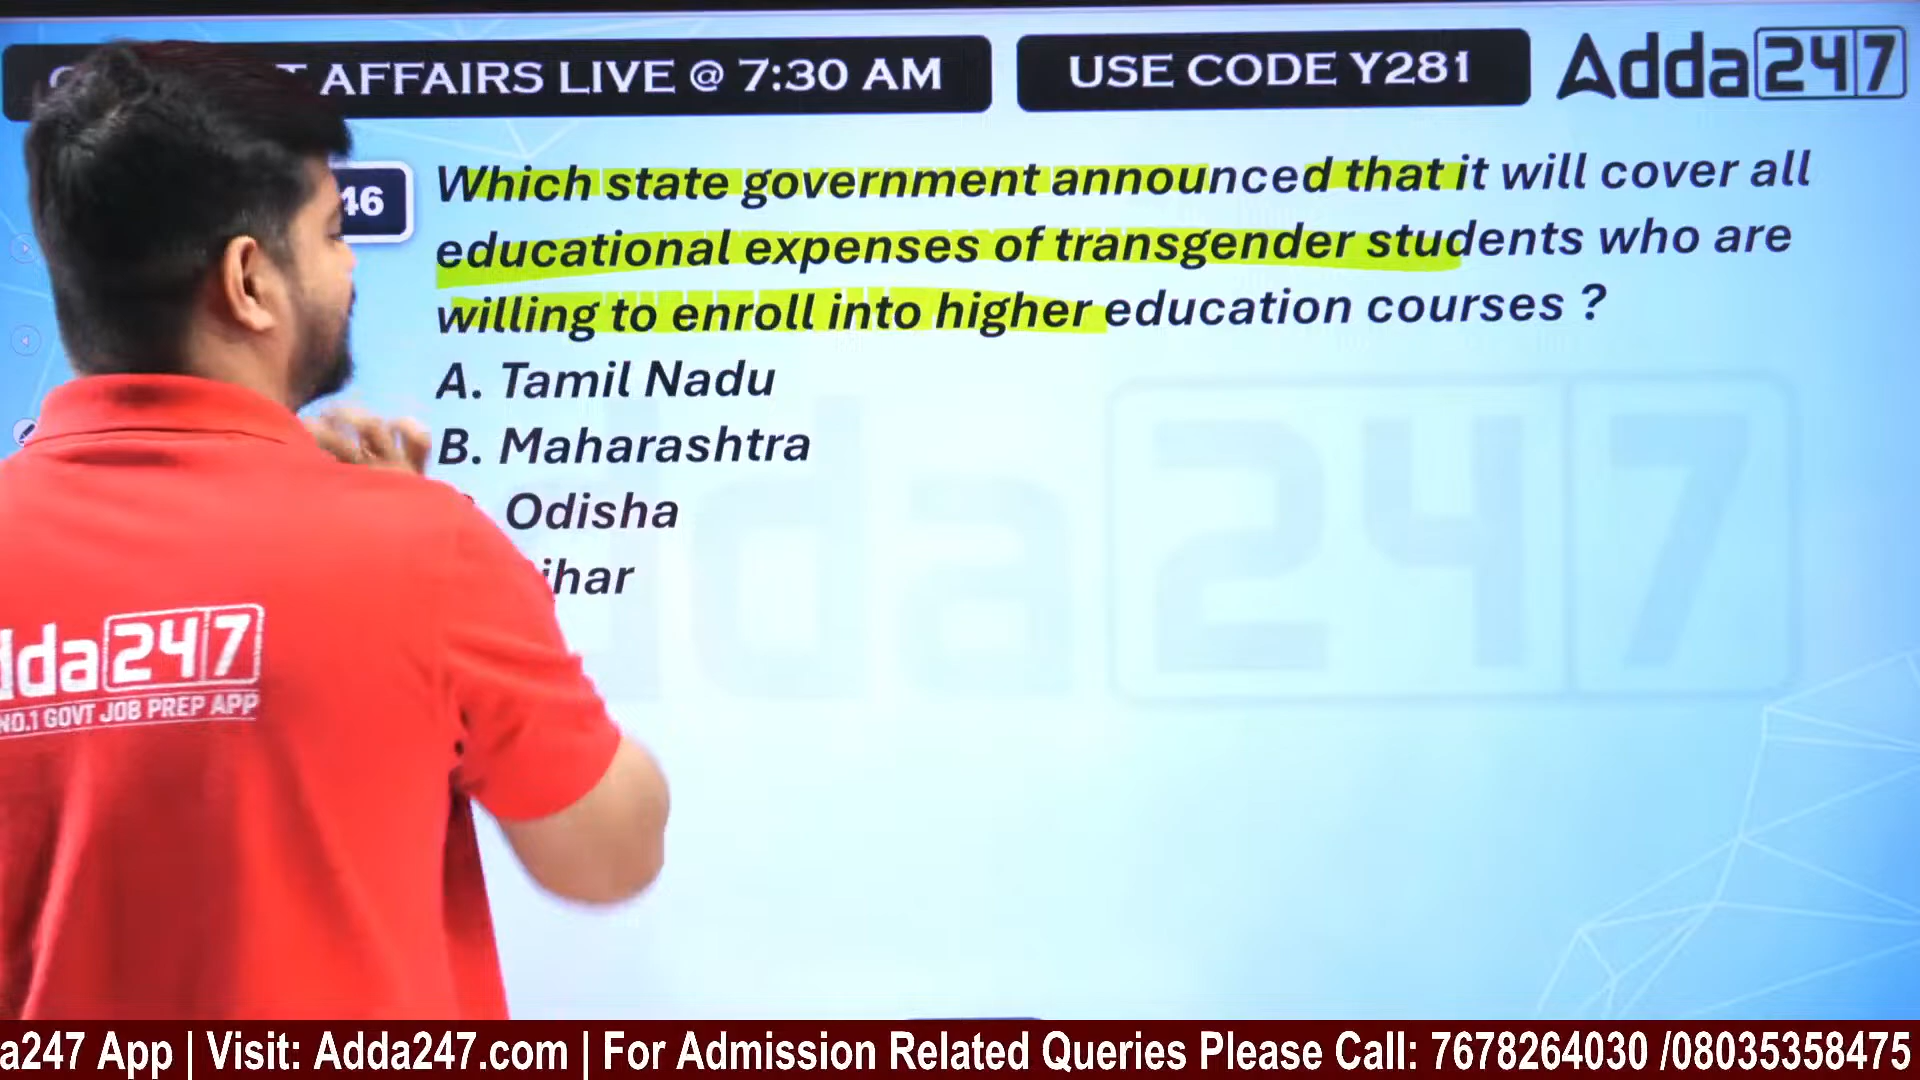 AFFAIRS LIVE @ 7:30 AM
USE CODE Y281
Adda247
46
Which state government announced that it will cover all
educational expenses of transgender students who are
willing to enroll into higher education courses ?
A. Tamil Nadu
B. Maharashtra
Odisha
ihar
dda247
NO.1 GOVT JOB PREP APP
a247 App | Visit: Adda247.com | For Admission Related Queries Please Call: 7678264030 /08035358475